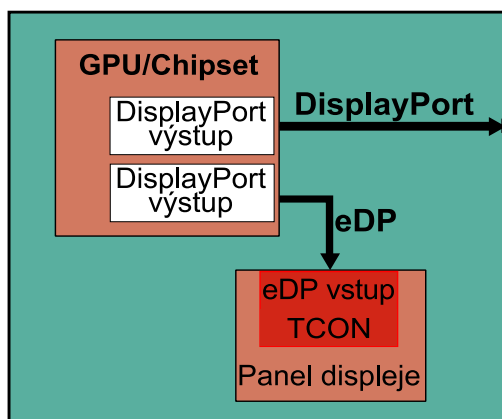 GPU/Chipset
DisplayPort
výstup
DisplayPort
DisplayPort
výstup
eDP
eDP vstup
TCON
Panel displeje